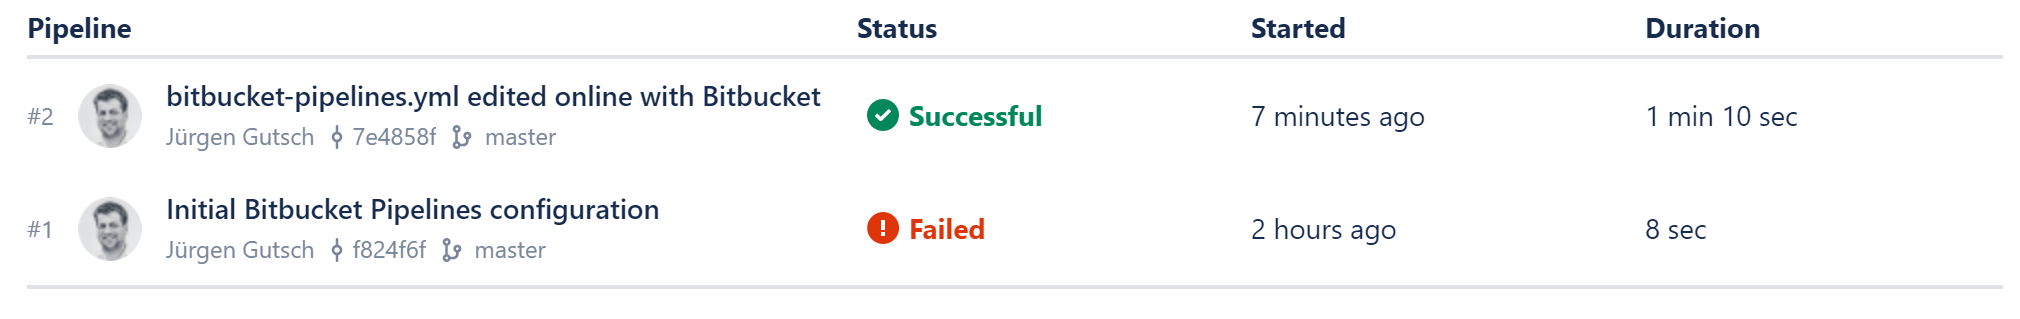 Pipeline Status Started Duration
#2 bitbucket-pipelines.yml edited online with Bitbucket Successful 7 minutes ago 1 min 10 sec
Jürgen Gutsch 7e4858f master
#1 Initial Bitbucket Pipelines configuration Failed 2 hours ago 8 sec
Jürgen Gutsch f824f6f master